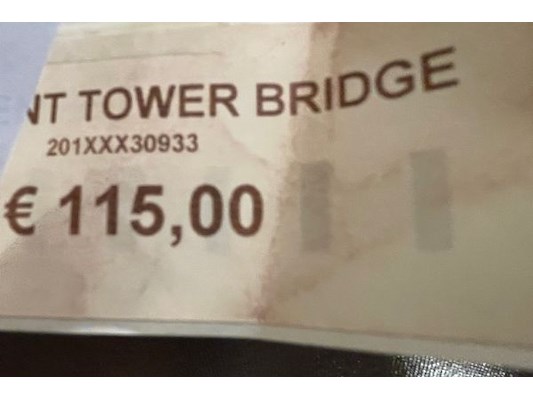 NT TOWER BRIDGE
201XXX30933
€ 115,00